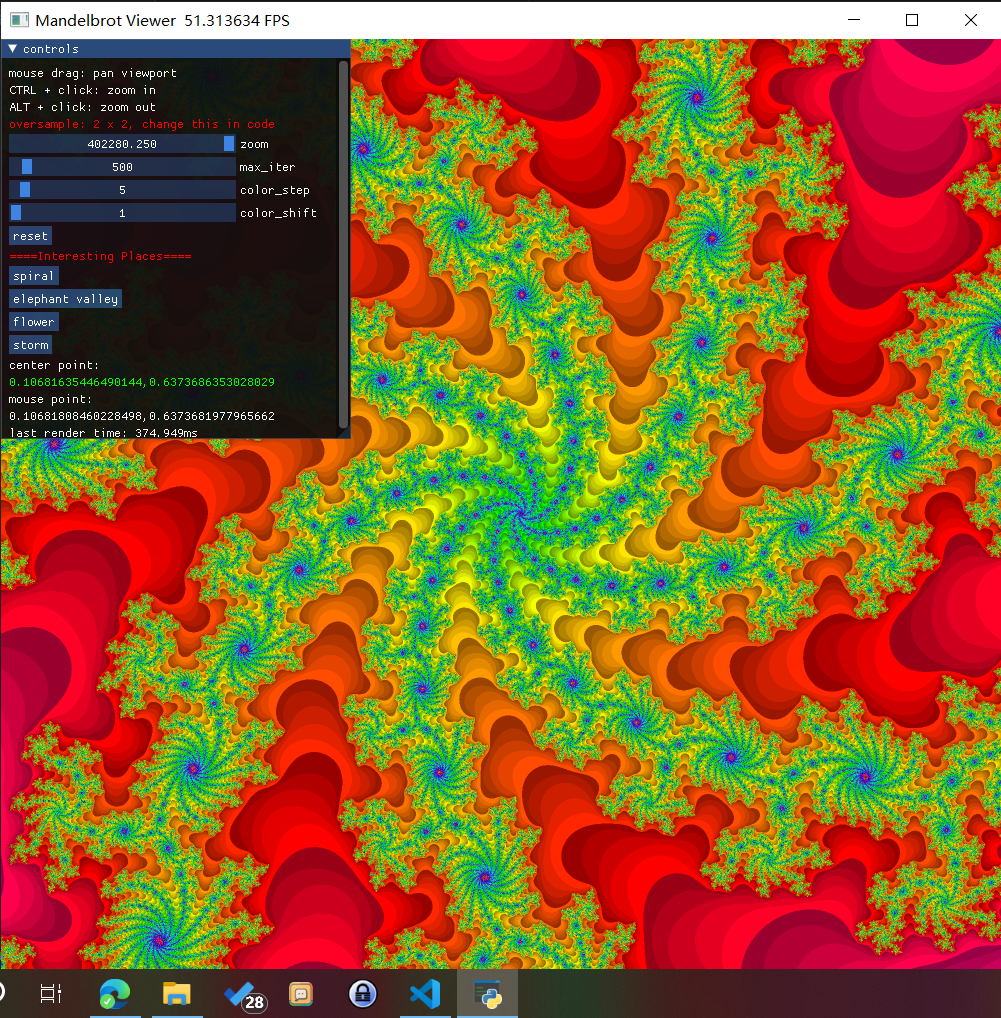 Mandelbrot Viewer 51.313634 FPS
controls
mouse drag: pan viewport
CTRL + click: zoom in
ALT + click: zoom out
oversample: 2 x 2, change this in code
402280.250 zoom
500 max_iter
5 color_step
1 color_shift
reset
====Interesting Places====
spiral
elephant valley
flower
storm
center point:
0.10681635446490144,0.6373686353028029
mouse point:
0.10681808460228498,0.6373681977965662
last render time: 374.949ms
28